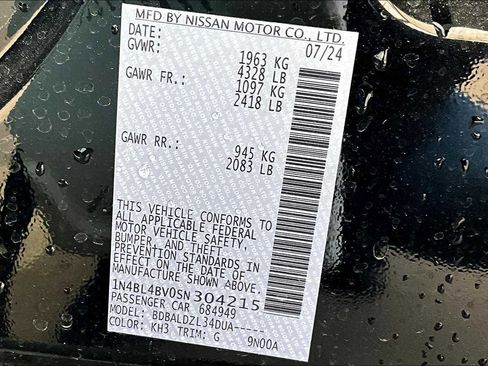 MFD BY NISSAN MOTOR CO., LTD.
DATE: 07/24
GVWR: 1963 KG
4328 LB
GAWR FR.: 1097 KG
2418 LB
GAWR RR.: 945 KG
2083 LB
THIS VEHICLE CONFORMS TO
ALL APPLICABLE FEDERAL
MOTOR VEHICLE SAFETY,
BUMPER, AND THEFT
PREVENTION STANDARDS IN
EFFECT ON THE DATE OF
MANUFACTURE SHOWN ABOVE.
1N4BL4BV0SN304215
PASSENGER CAR 684949
MODEL: BDBALDZL34DUA-----
COLOR: KH3 TRIM: G 9N00A